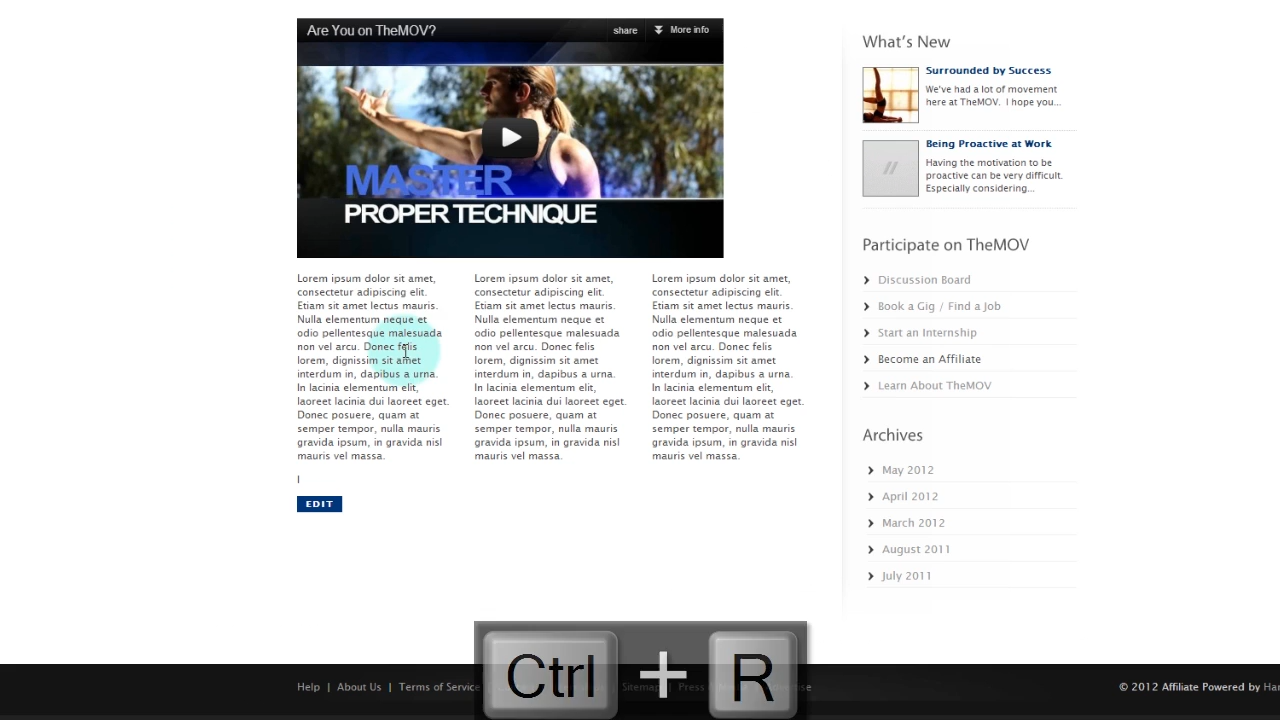 Are You on TheMOV?
share
More info
MASTER
PROPER TECHNIQUE
Lorem ipsum dolor sit amet,
consectetur adipiscing elit.
Etiam sit amet lectus mauris.
Nulla elementum neque et
odio pellentesque malesuada
non vel arcu. Donec felis
lorem, dignissim sit amet
interdum in, dapibus a urna.
In lacinia elementum elit,
laoreet lacinia dui laoreet eget.
Donec posuere, quam at
semper tempor, nulla mauris
gravida ipsum, in gravida nisl
mauris vel massa.
Lorem ipsum dolor sit amet,
consectetur adipiscing elit.
Etiam sit amet lectus mauris.
Nulla elementum neque et
odio pellentesque malesuada
non vel arcu. Donec felis
lorem, dignissim sit amet
interdum in, dapibus a urna.
In lacinia elementum elit,
laoreet lacinia dui laoreet eget.
Donec posuere, quam at
semper tempor, nulla mauris
gravida ipsum, in gravida nisl
mauris vel massa.
Lorem ipsum dolor sit amet,
consectetur adipiscing elit.
Etiam sit amet lectus mauris.
Nulla elementum neque et
odio pellentesque malesuada
non vel arcu. Donec felis
lorem, dignissim sit amet
interdum in, dapibus a urna.
In lacinia elementum elit,
laoreet lacinia dui laoreet eget.
Donec posuere, quam at
semper tempor, nulla mauris
gravida ipsum, in gravida nisl
mauris vel massa.
l
EDIT
What's New
Surrounded by Success
We've had a lot of movement
here at TheMOV. I hope you...
Being Proactive at Work
Having the motivation to be
proactive can be very difficult.
Especially considering...
Participate on TheMOV
Discussion Board
Book a Gig / Find a Job
Start an Internship
Become an Affiliate
Learn About TheMOV
Archives
May 2012
April 2012
March 2012
August 2011
July 2011
Ctrl + R
Help | About Us | Terms of Service
Sitemap
© 2012 Affiliate Powered by